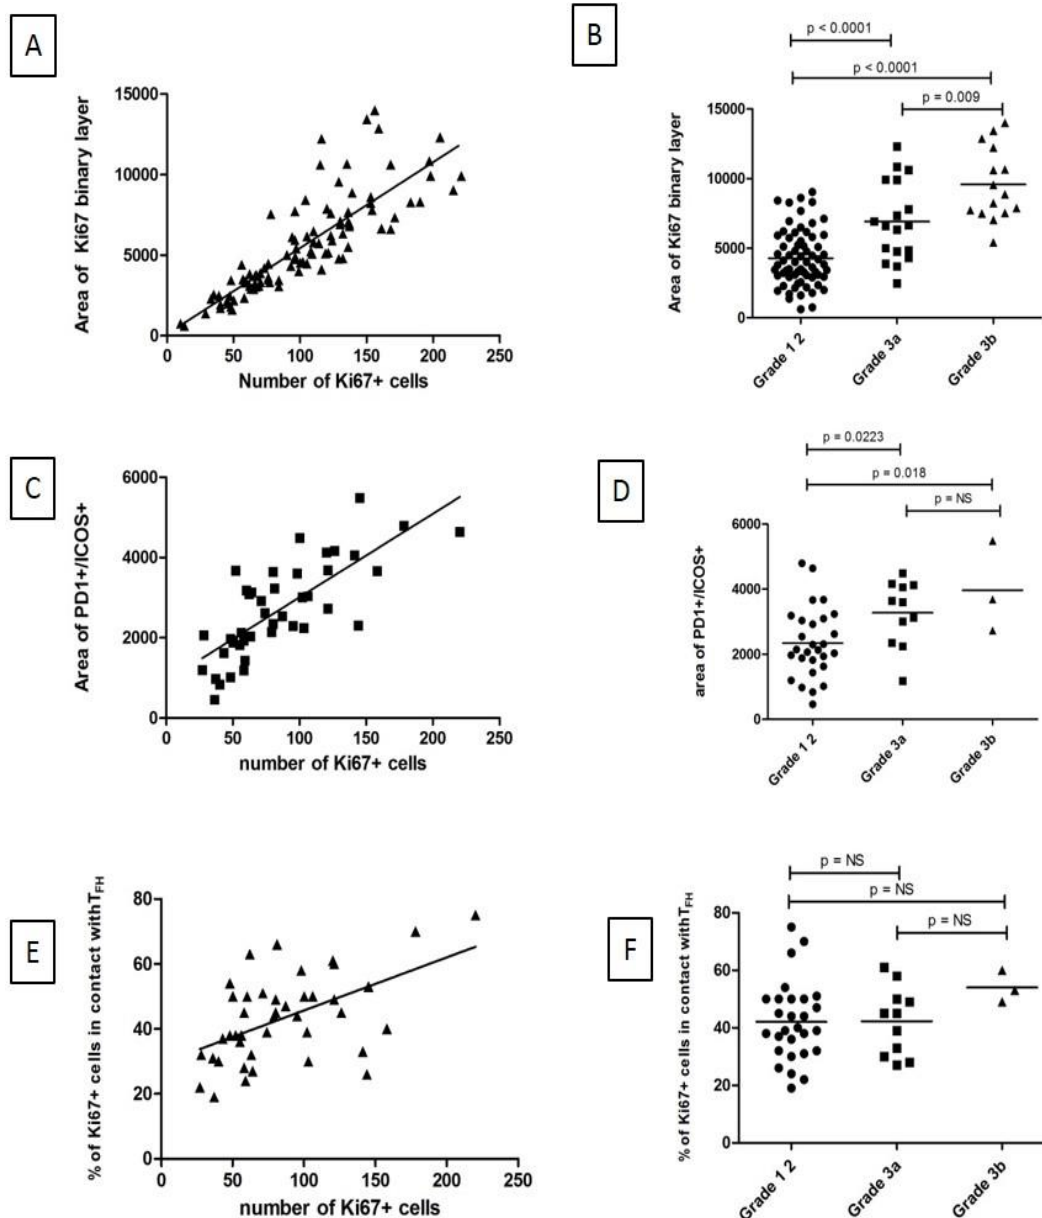 A
Area of Ki67 binary layer
15000
10000
5000
0
0 50 100 150 200 250
Number of Ki67+ cells
B
p < 0.0001
p < 0.0001
p = 0.009
Area of Ki67 binary layer
15000
10000
5000
0
Grade 1 2
Grade 3a
Grade 3b
C
Area of PD1+/ICOS+
6000
4000
2000
0
0 50 100 150 200 250
number of Ki67+ cells
D
p = 0.0223
p = 0.018
p = NS
area of PD1+/ICOS+
6000
4000
2000
0
Grade 1 2
Grade 3a
Grade 3b
E
% of Ki67+ cells in contact withTFH
80
60
40
20
0
0 50 100 150 200 250
number of Ki67+ cells
F
p = NS
p = NS
p = NS
% of Ki67+ cells in contact withTFH
80
60
40
20
0
Grade 1 2
Grade 3a
Grade 3b